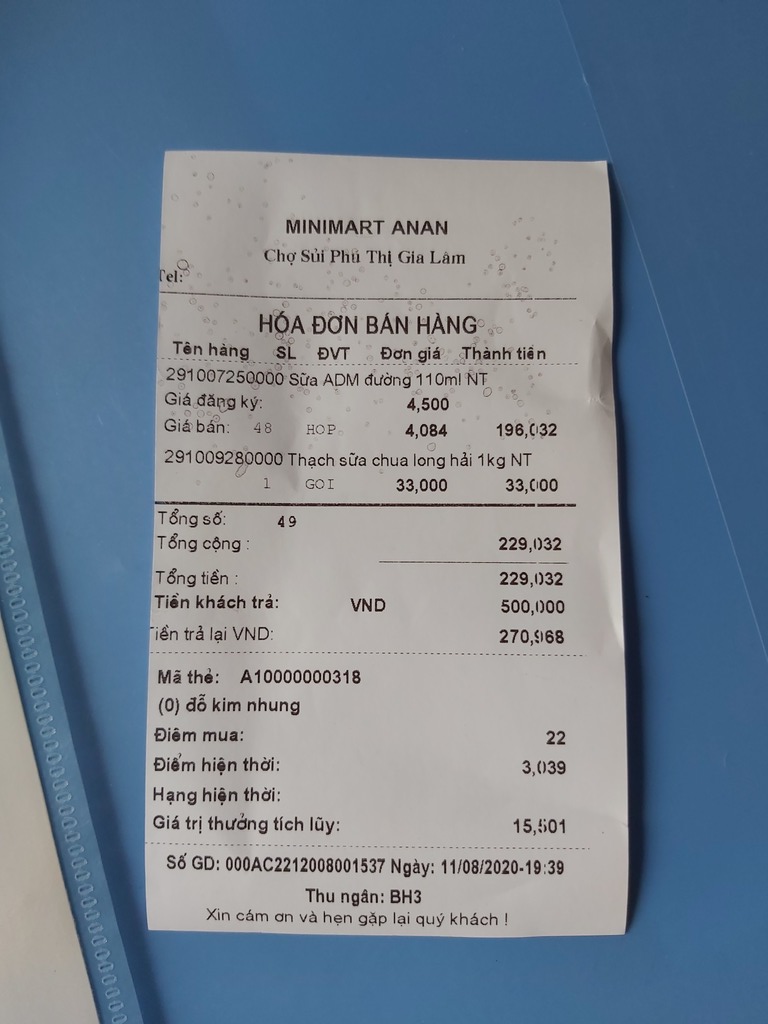 MINIMART ANAN
Chợ Sủi Phú Thị Gia Lâm
Tel:
HÓA ĐƠN BÁN HÀNG
Tên hàng SL ĐVT Đơn giá Thành tiền
291007250000 Sữa ADM đường 110ml NT
Giá đăng ký: 4,500
Giá bán: 48 HOP 4,084 196,032
291009280000 Thạch sữa chua long hải 1kg NT
1 GOI 33,000 33,000
Tổng số: 49
Tổng cộng : 229,032
Tổng tiền : 229,032
Tiền khách trả: VND 500,000
Tiền trả lại VND: 270,968
Mã thẻ: A10000000318
(0) đỗ kim nhung
Điểm mua: 22
Điểm hiện thời: 3,039
Hạng hiện thời:
Giá trị thưởng tích lũy: 15,501
Số GD: 000AC2212008001537 Ngày: 11/08/2020-19:39
Thu ngân: BH3
Xin cám ơn và hẹn gặp lại quý khách !